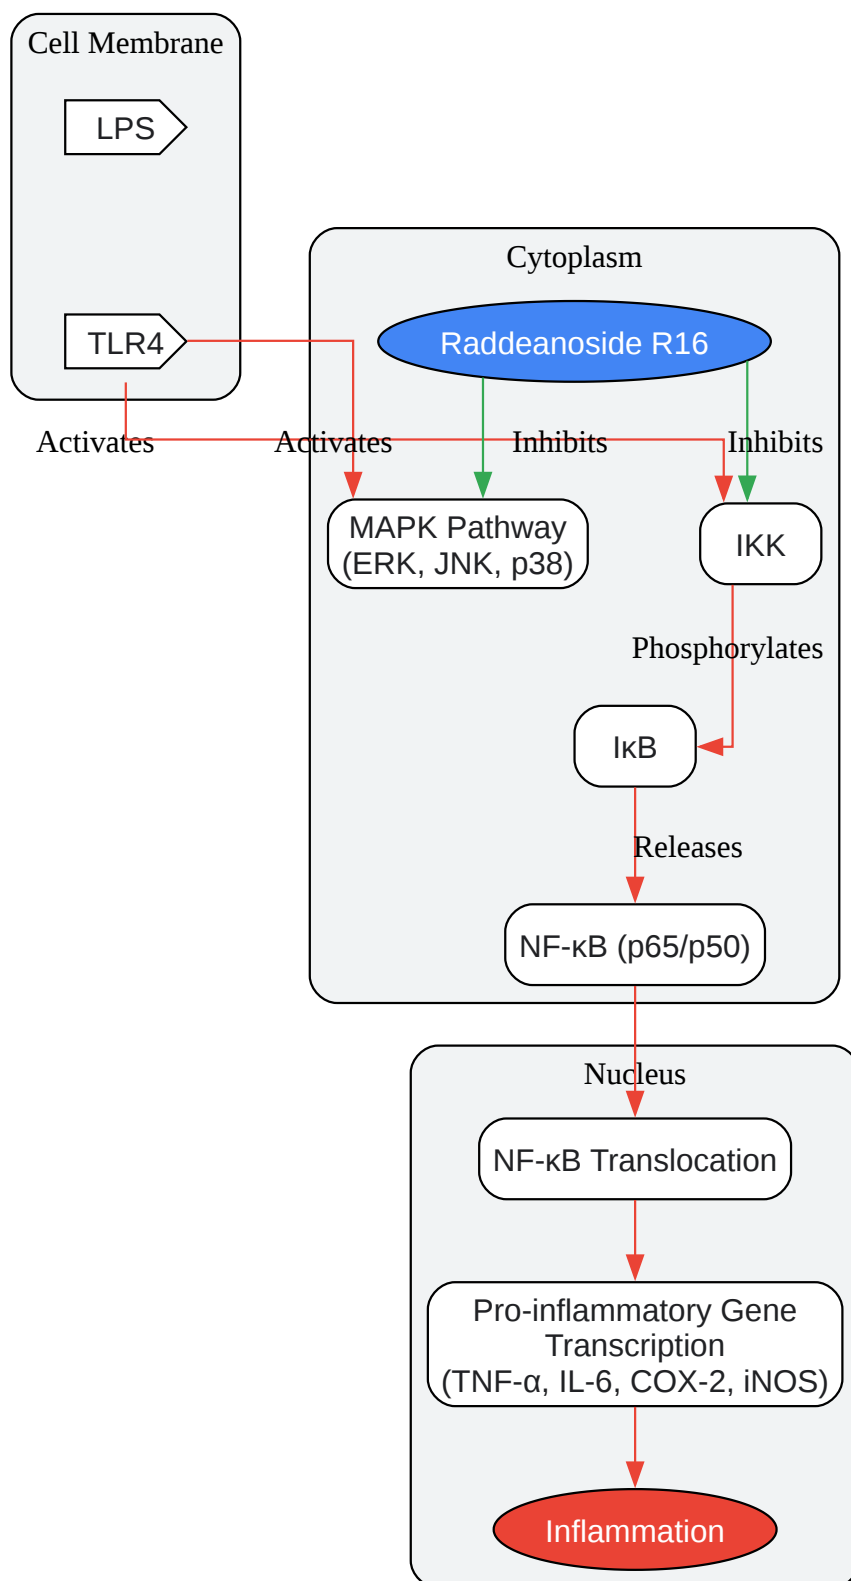 Cell Membrane
LPS
Cytoplasm
TLR4
Raddeanoside R16
Activates
Activates
Inhibits
Inhibits
MAPK Pathway
(ERK, JNK, p38)
IKK
Phosphorylates
IκB
Releases
NF-κB (p65/p50)
Nucleus
NF-κB Translocation
Pro-inflammatory Gene
Transcription
(TNF-α, IL-6, COX-2, iNOS)
Inflammation